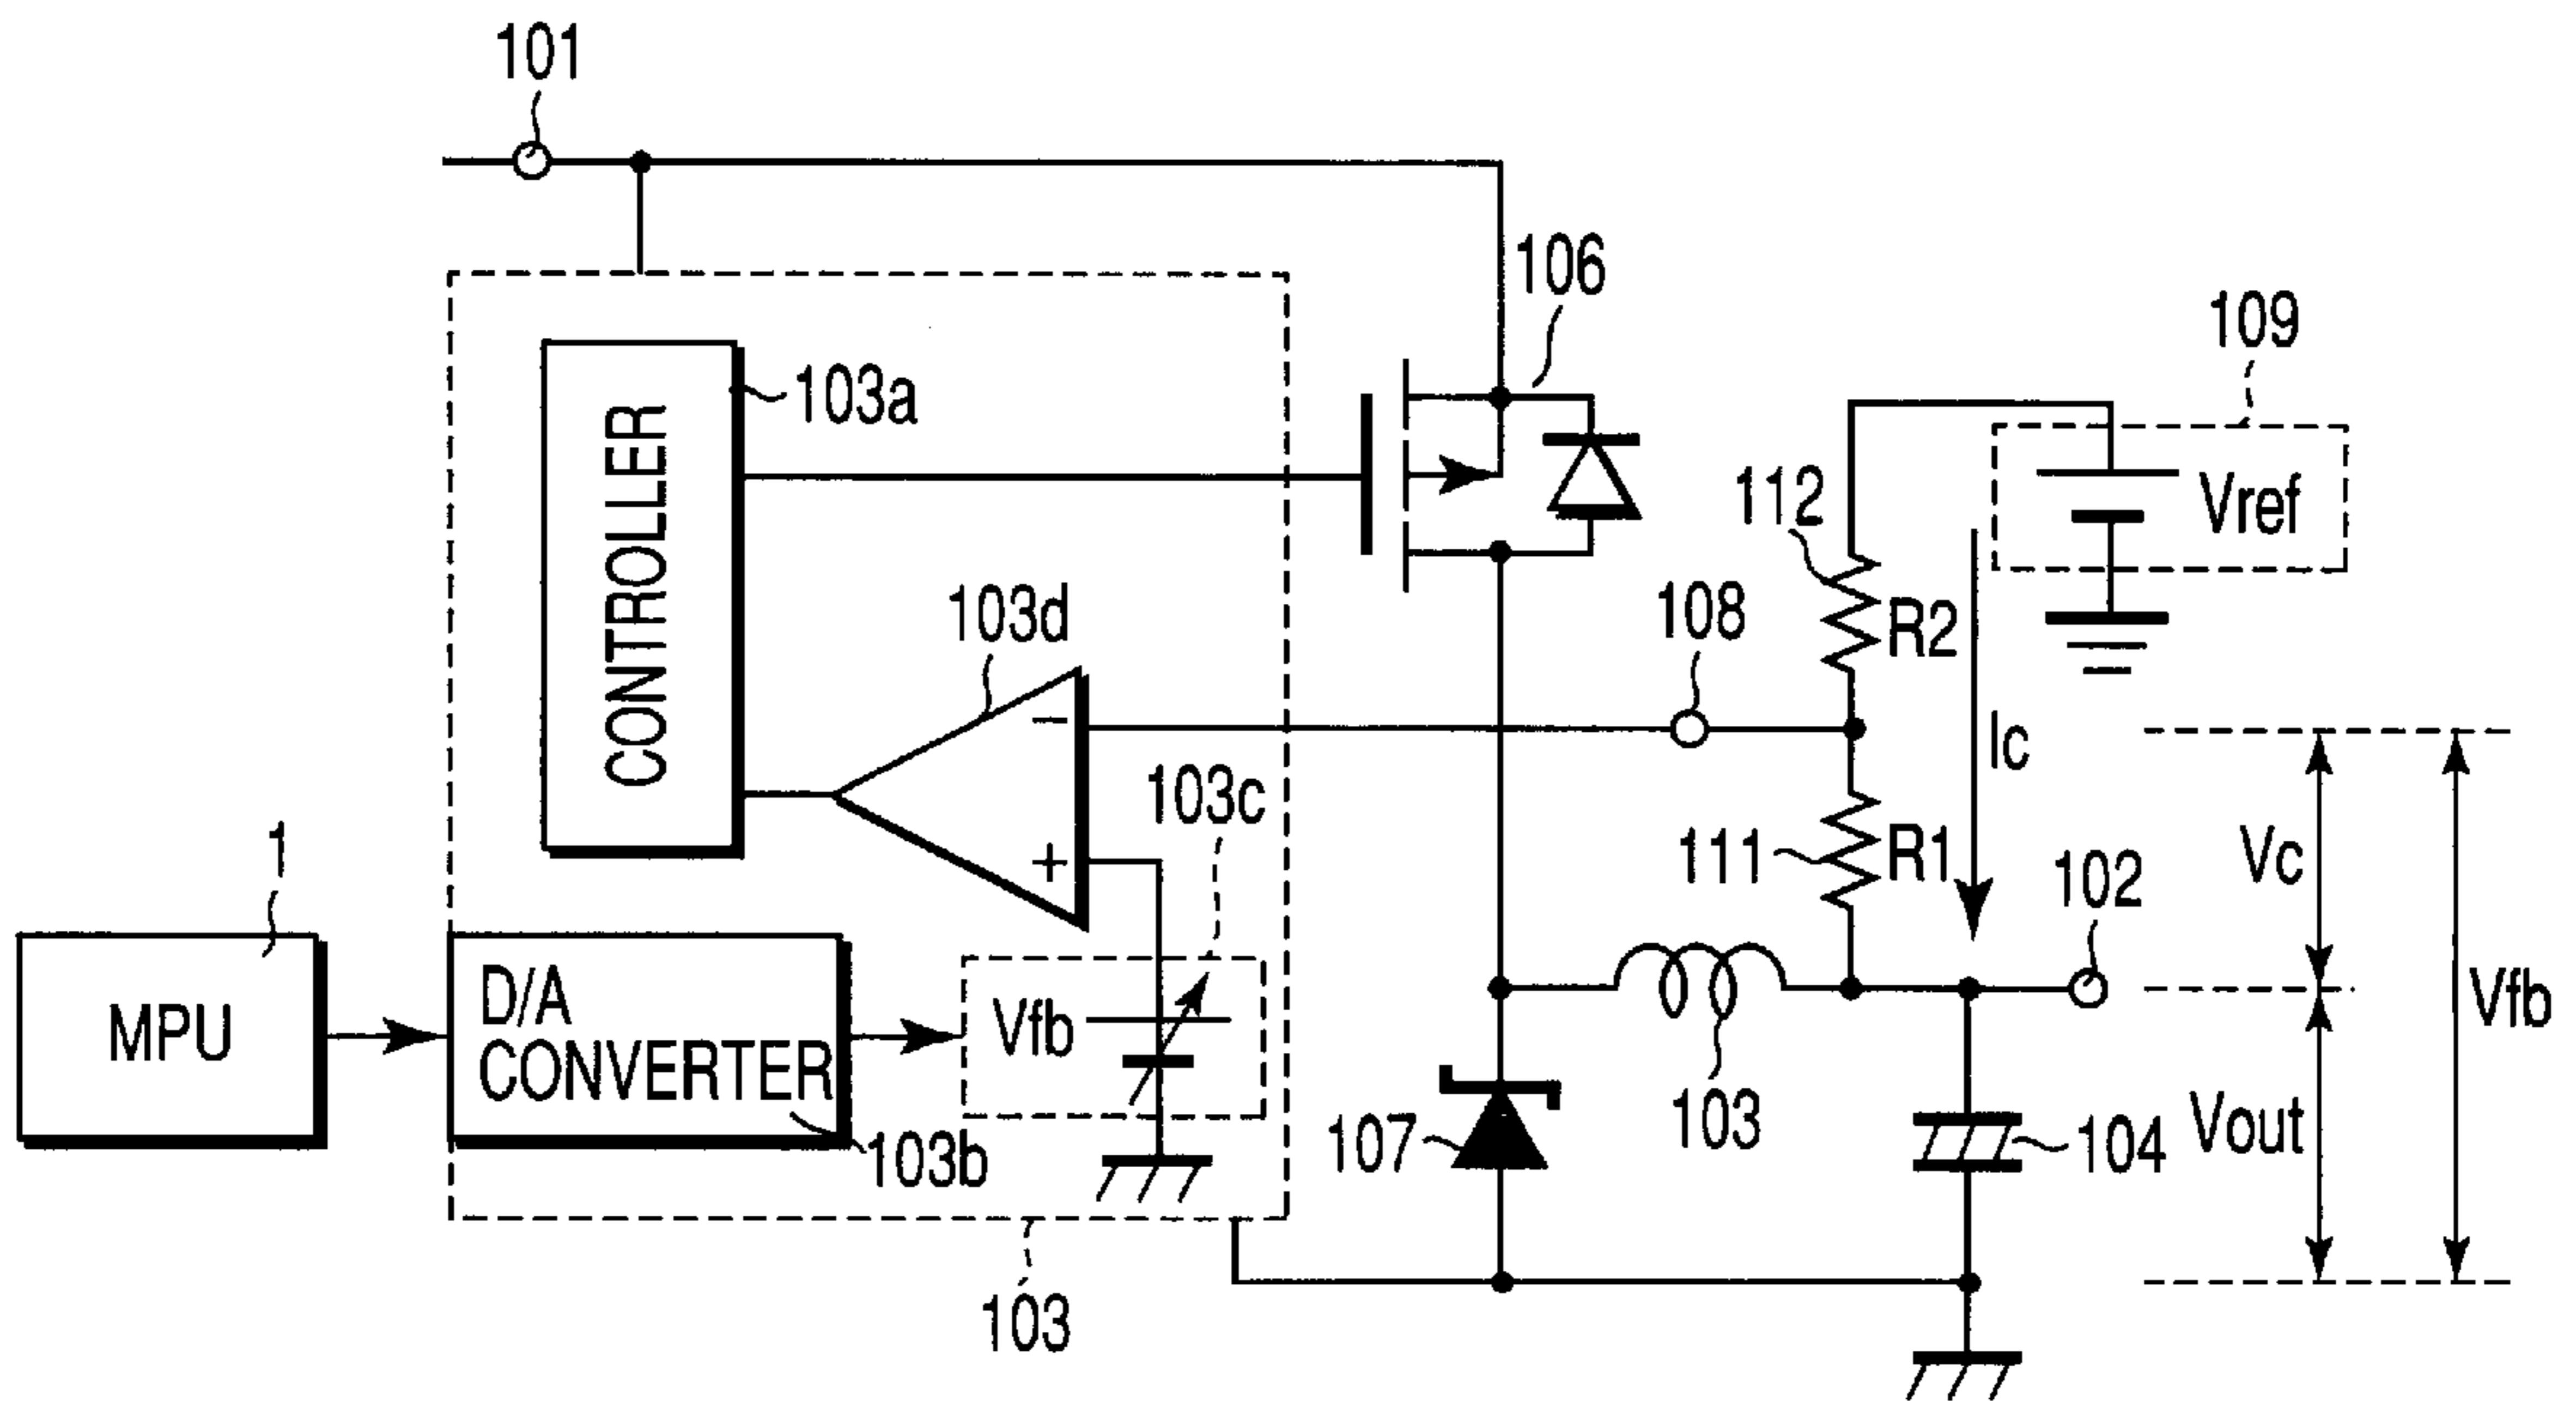 101
106
109
103a
CONTROLLER
112
Vref
103d
108
R2
−
Ic
103c
1
111
R1
102
Vc
+
MPU
D/A
CONVERTER
Vfb
Vfb
103
107
104
Vout
103b
103